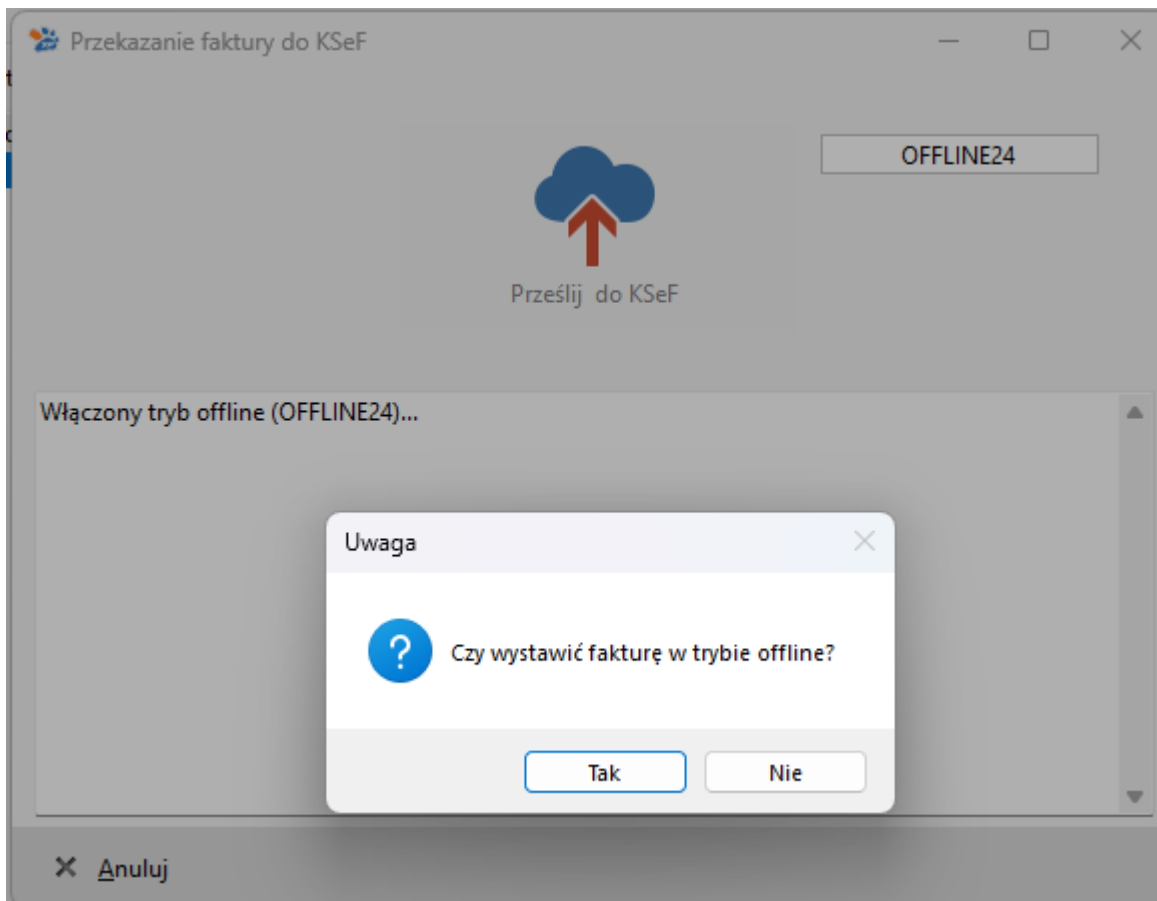 Przekazanie faktury do KSeF
OFFLINE24
Prześlij do KSeF
Włączony tryb offline (OFFLINE24)...
Uwaga
Czy wystawić fakturę w trybie offline?
Tak
Nie
Anuluj